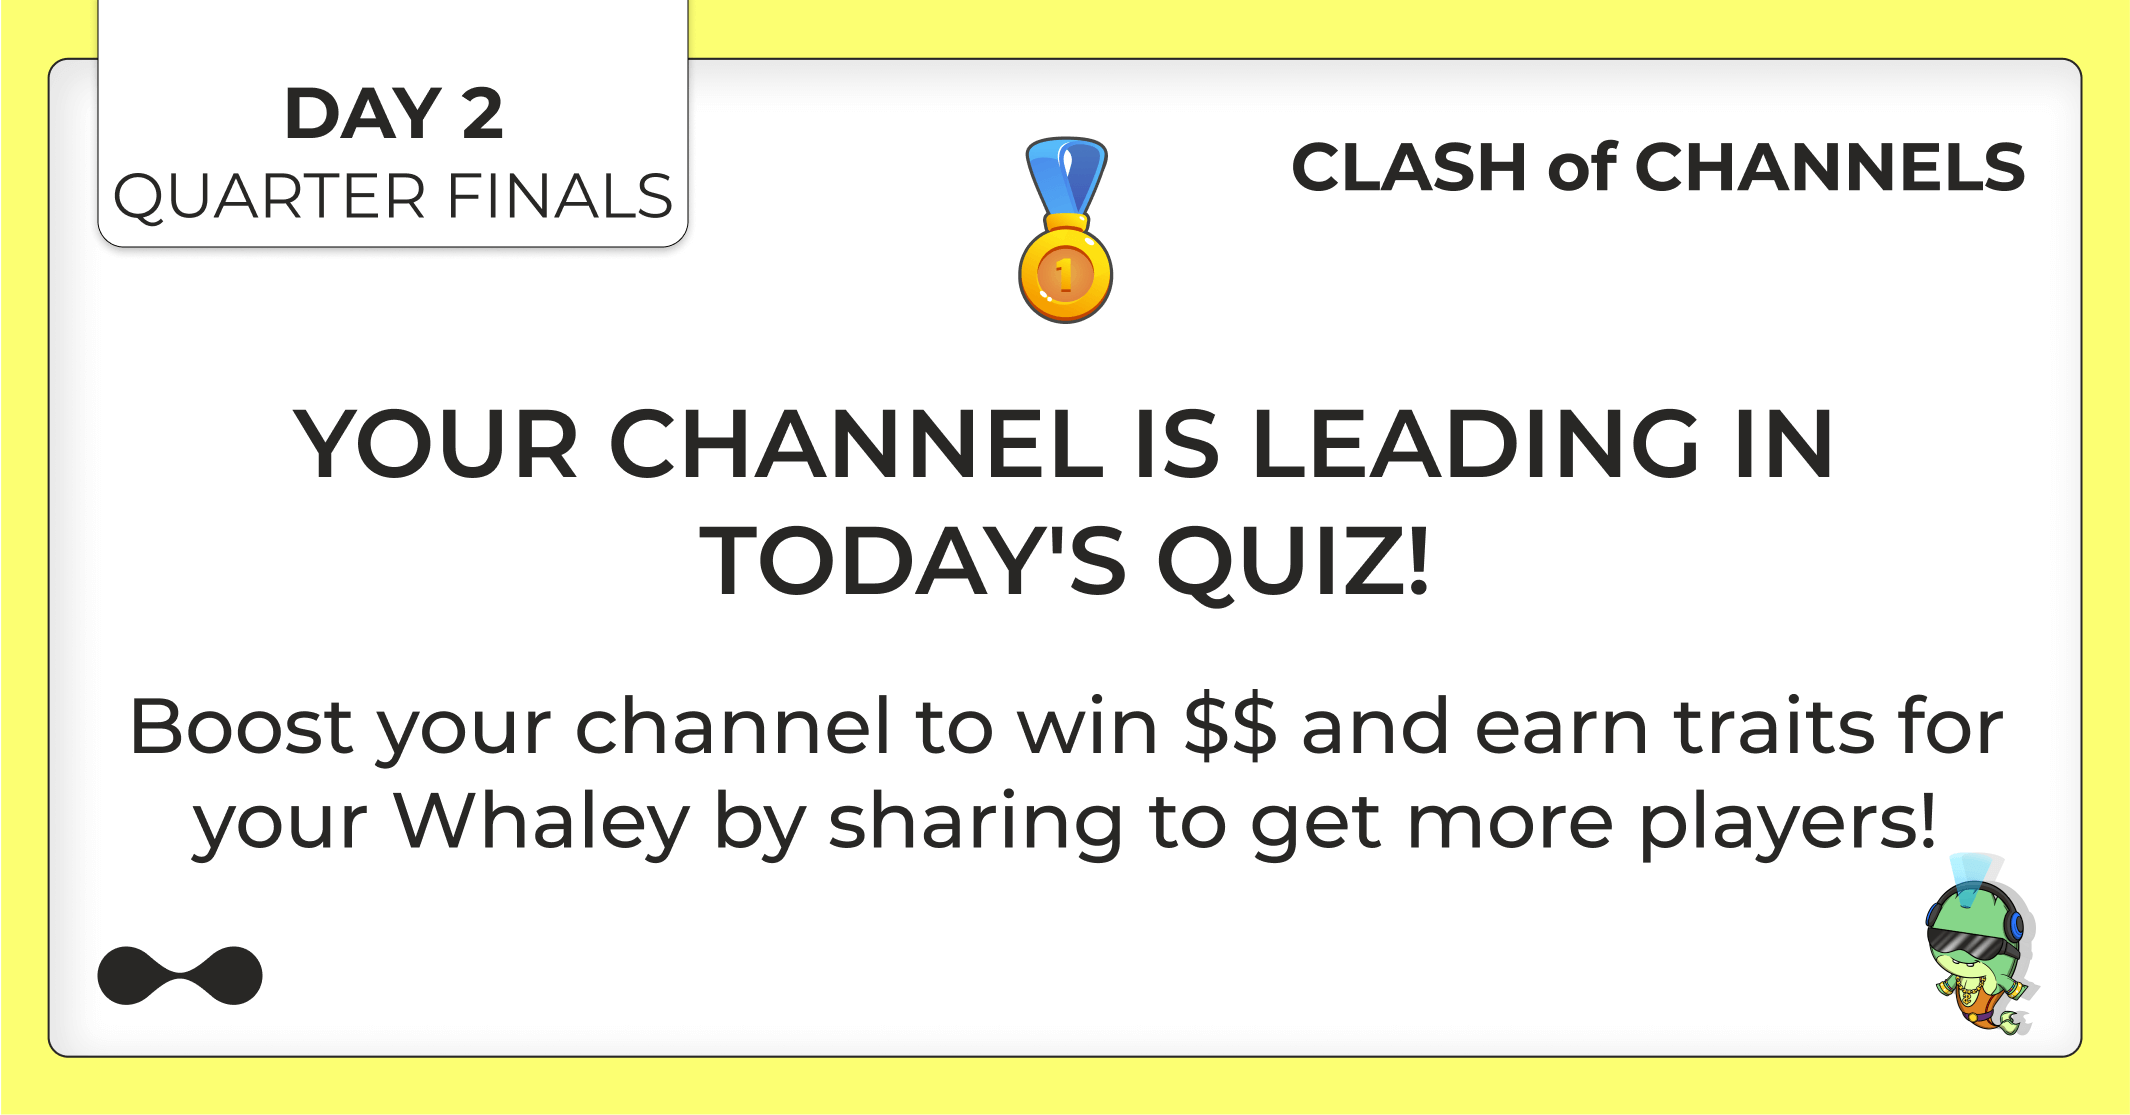 DAY 2
QUARTER FINALS
CLASH of CHANNELS
1
YOUR CHANNEL IS LEADING IN
TODAY'S QUIZ!
Boost your channel to win $$ and earn traits for
your Whaley by sharing to get more players!